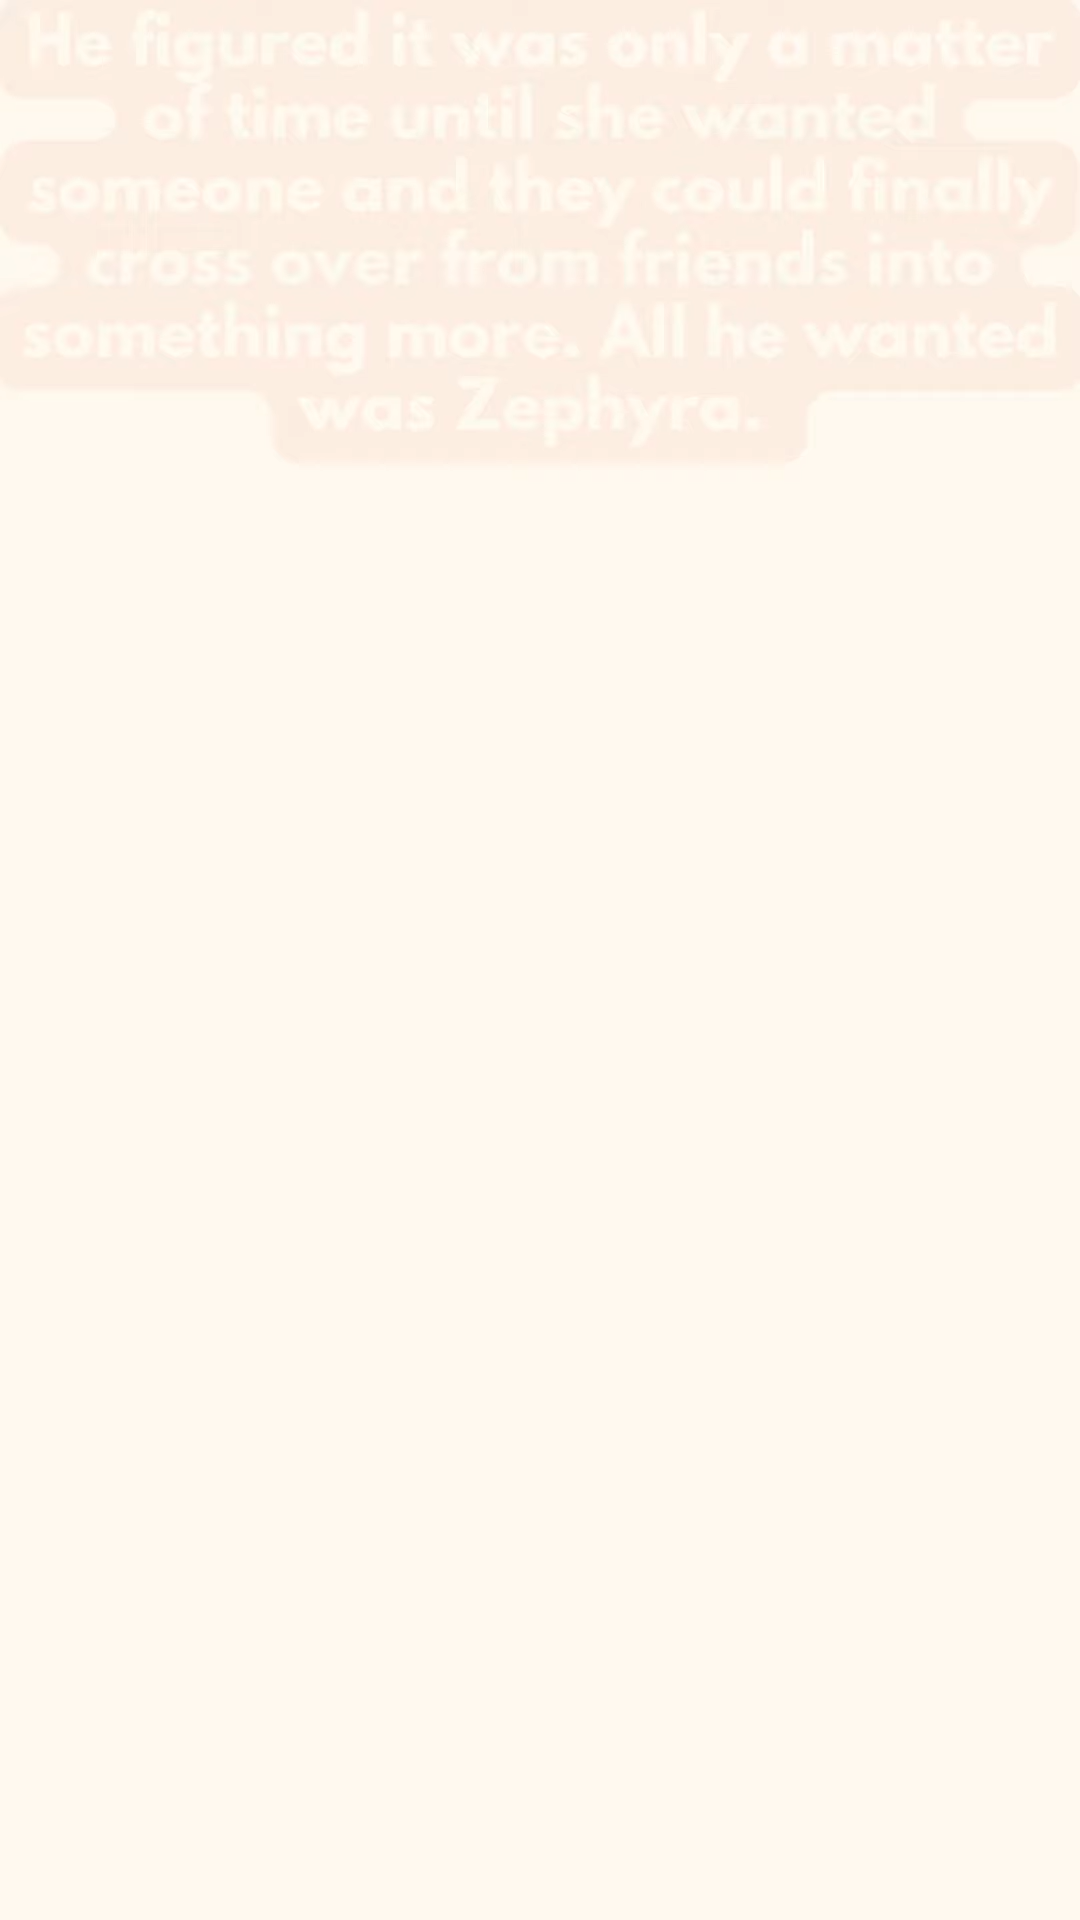 He figured it was only a matter
of time until she wanted
someone and they could finally
cross over from friends into
something more. All he wanted
was Zephyra.